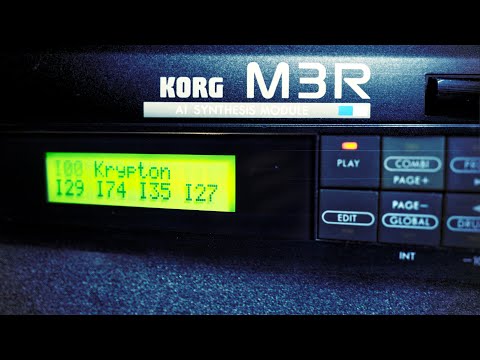 KORG M3R
AI SYNTHESIS MODULE
I00 Krypton
I29 I74 I35 I27
PLAY
COMBI
PAGE+
EDIT
PAGE-
GLOBAL
INT